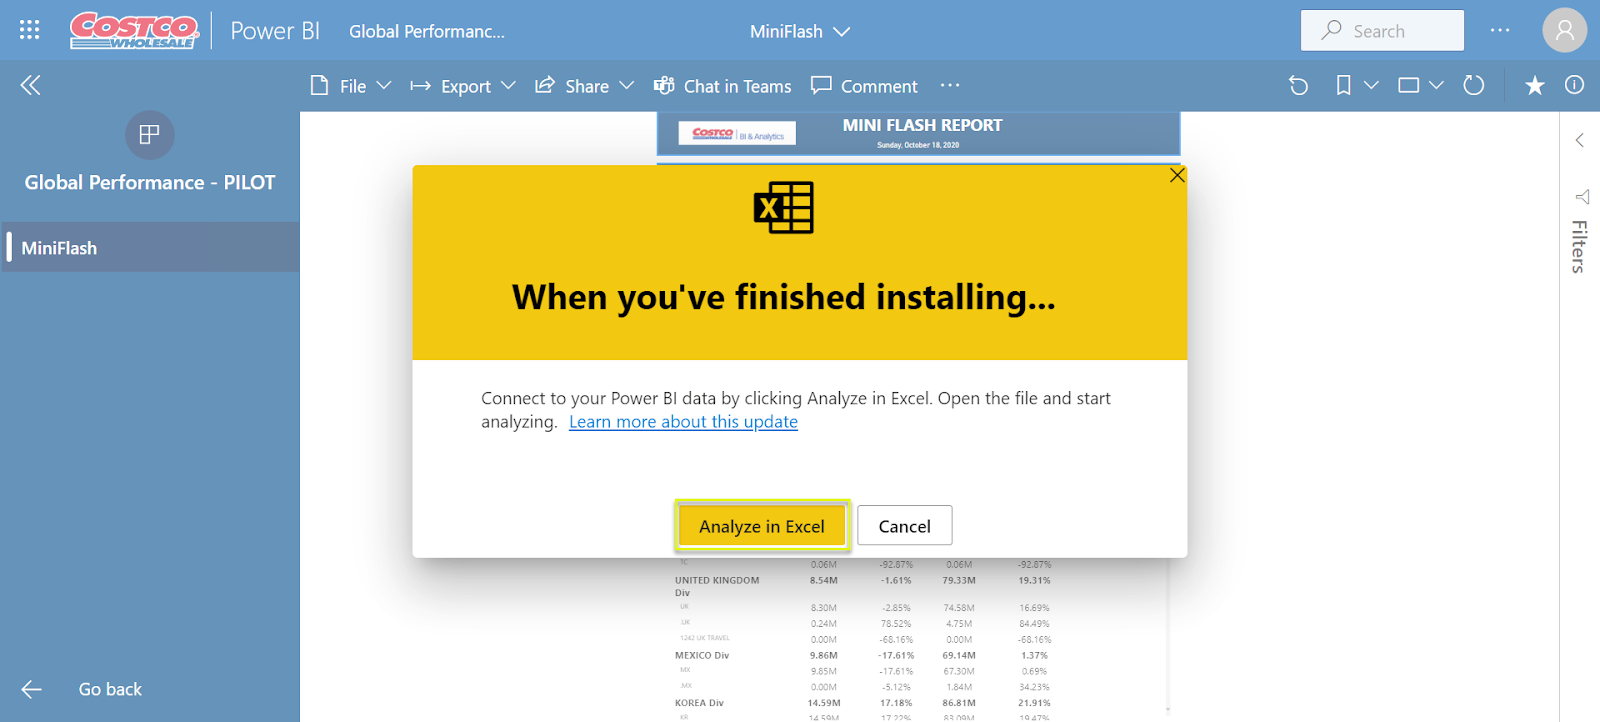 COSTCO
WHOLESALE
Power BI
Global Performanc...
MiniFlash
Search
File
Export
Share
Chat in Teams
Comment
Global Performance - PILOT
MiniFlash
Go back
COSTCO
WHOLESALE
BI & Analytics
MINI FLASH REPORT
Sunday, October 18, 2020
Filters
When you've finished installing...
Connect to your Power BI data by clicking Analyze in Excel. Open the file and start
analyzing. Learn more about this update
Analyze in Excel
Cancel
TC 0.06M -92.87% 0.06M -92.87%
UNITED KINGDOM 8.54M -1.61% 79.33M 19.31%
Div
UK 8.30M -2.85% 74.58M 16.69%
.UK 0.24M 78.52% 4.75M 84.49%
1242 UK TRAVEL 0.00M -68.16% 0.00M -68.16%
MEXICO Div 9.86M -17.61% 69.14M 1.37%
MX 9.85M -17.61% 67.30M 0.69%
.MX 0.00M -5.12% 1.84M 34.23%
KOREA Div 14.59M 17.18% 86.81M 21.91%
KR 14.59M 17.22% 83.09M 19.47%